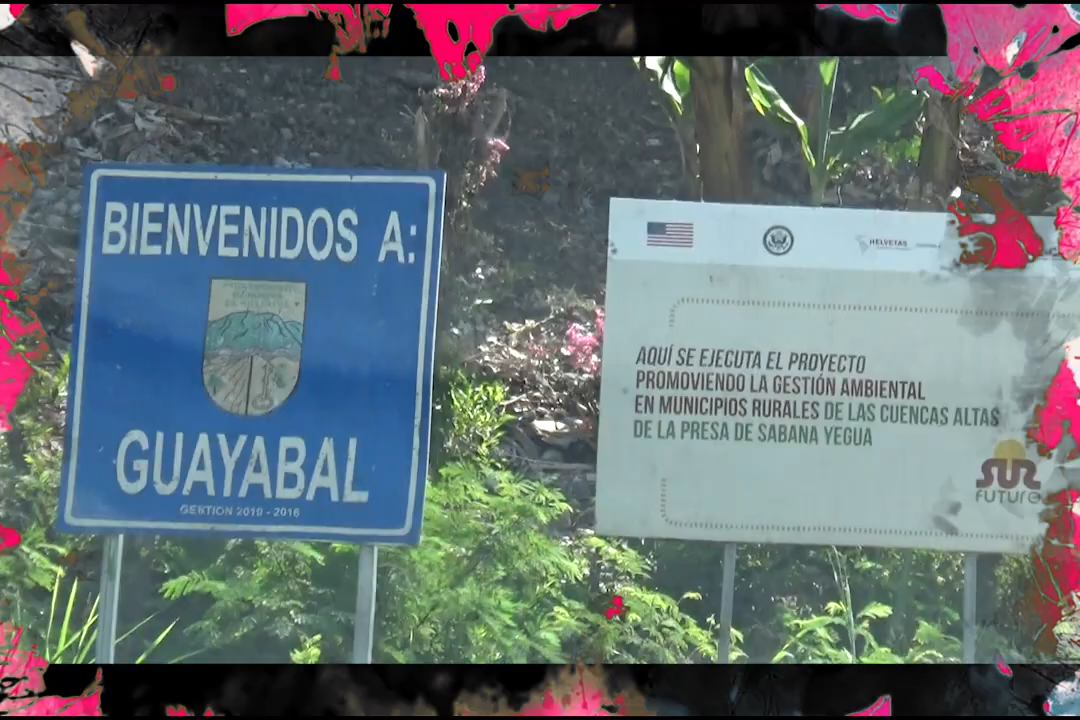 BIENVENIDOS A:
GUAYABAL
GESTION 2010 - 2016
HELVETAS
AQUÍ SE EJECUTA EL PROYECTO
PROMOVIENDO LA GESTIÓN AMBIENTAL
EN MUNICIPIOS RURALES DE LAS CUENCAS ALTAS
DE LA PRESA DE SABANA YEGUA
SUR
FUTURO